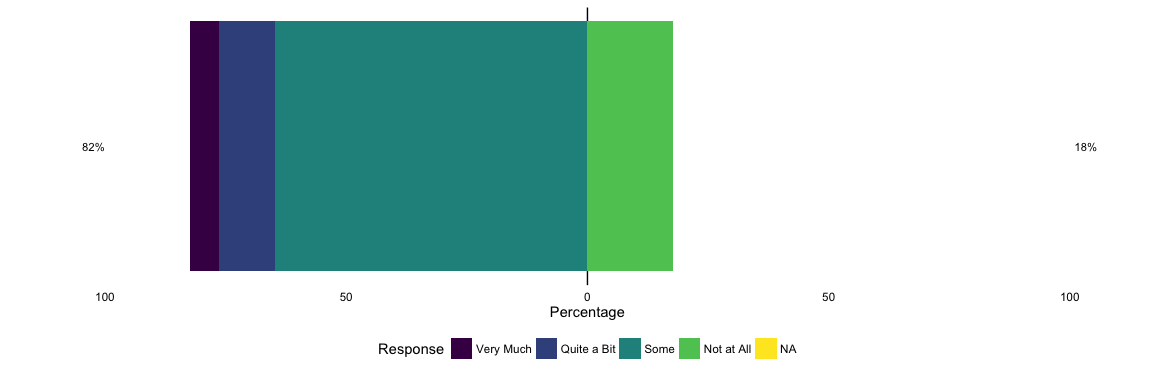 82%
18%
100 50 0 50 100
Percentage
Response Very Much Quite a Bit Some Not at All NA